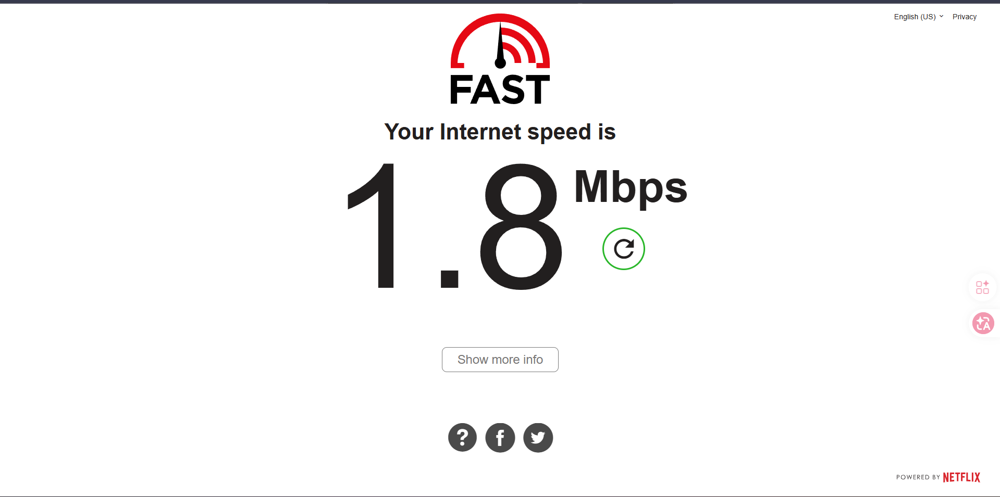 English (US) Privacy
FAST
Your Internet speed is
1.8 Mbps
Show more info
POWERED BY NETFLIX